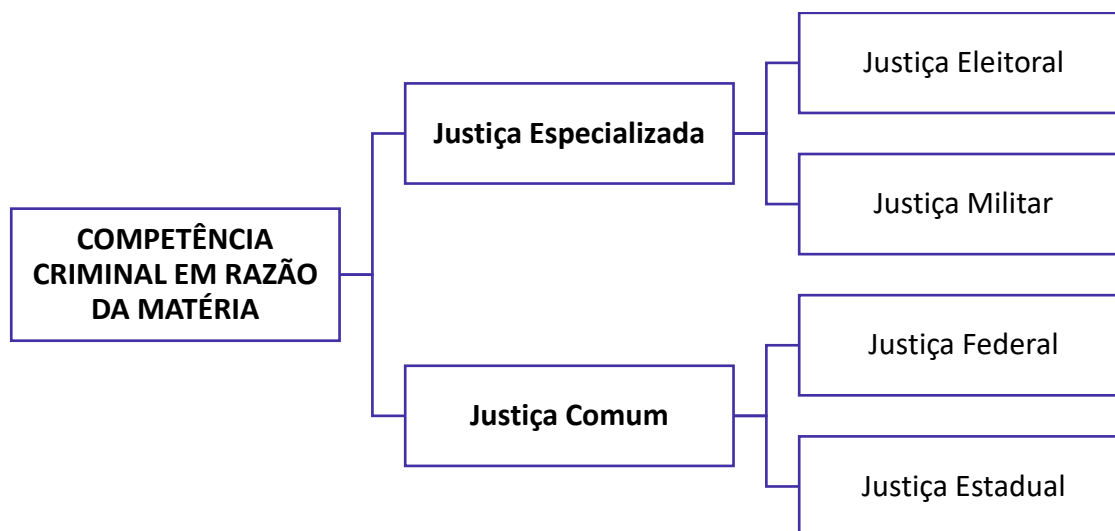 COMPETÊNCIA
CRIMINAL EM RAZÃO
DA MATÉRIA
Justiça Especializada
Justiça Eleitoral
Justiça Militar
Justiça Comum
Justiça Federal
Justiça Estadual